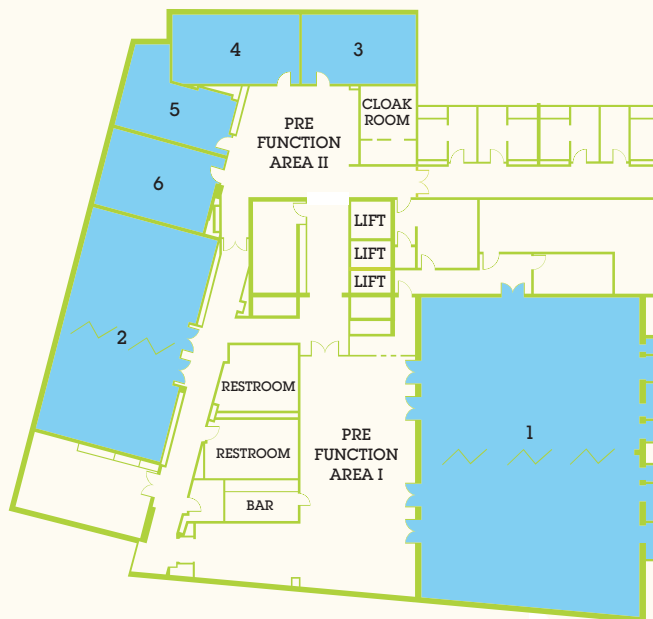 4
3
5
CLOAK
ROOM
PRE
FUNCTION
AREA II
6
LIFT
LIFT
LIFT
2
RESTROOM
1
PRE
FUNCTION
AREA I
RESTROOM
BAR